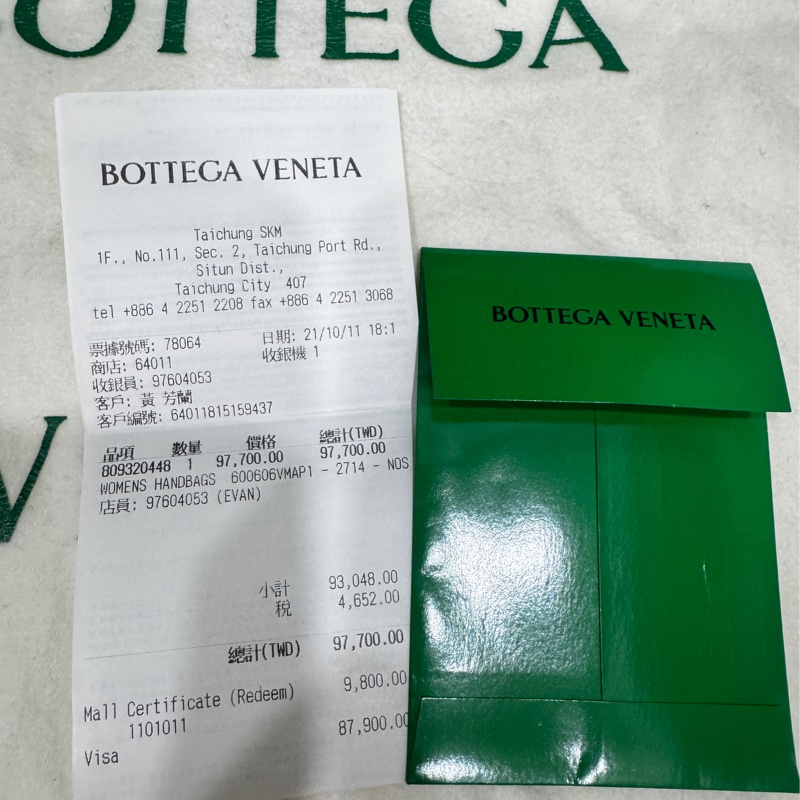 OTTEGA
V
BOTTEGA VENETA
Taichung SKM
1F., No.111, Sec. 2, Taichung Port Rd.,
Situn Dist.,
Taichung City 407
tel +886 4 2251 2208 fax +886 4 2251 3068
票據號碼: 78064 日期: 21/10/11 18:1
商店: 64011 收銀機 1
收銀員: 97604053
客戶: 黃 芳蘭
客戶編號: 64011815159437
品項 數量 價格 總計(TWD)
809320448 1 97,700.00 97,700.00
WOMENS HANDBAGS 600606VMAP1 - 2714 - NOS
店員: 97604053 (EVAN)
小計 93,048.00
稅 4,652.00
總計(TWD) 97,700.00
Mall Certificate (Redeem) 9,800.00
1101011
Visa 87,900.00
BOTTEGA VENETA